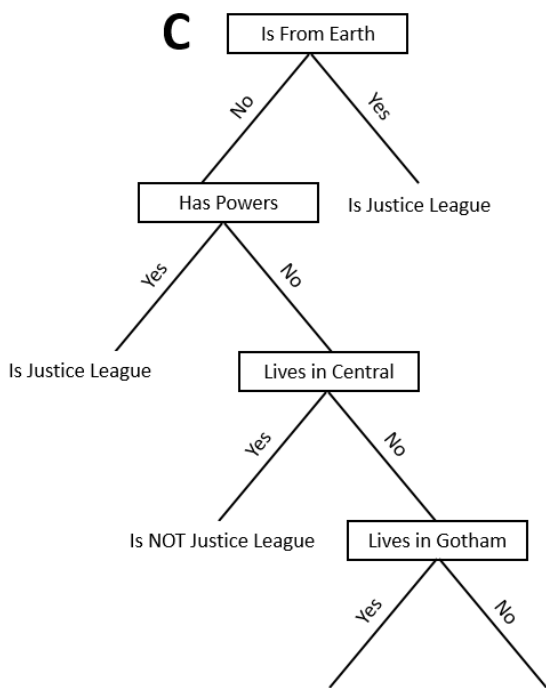 C
Is From Earth
No
Yes
Has Powers
Is Justice League
Yes
No
Is Justice League
Lives in Central
Yes
No
Is NOT Justice League
Lives in Gotham
Yes
No